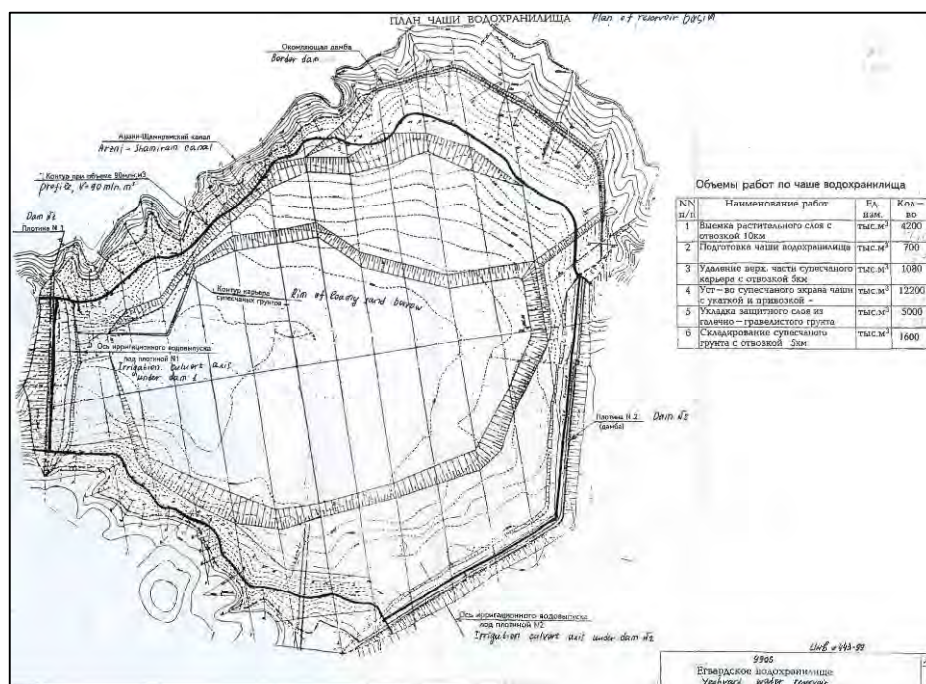 ПЛАН ЧАШИ ВОДОХРАНИЛИЩА Plan of reservoir basin
Окаймляющая дамба
Border dam
Арзни-Шамирамский канал
Arzni-Shamiram canal
Контур при объеме 90млн.м3
profile, V=90 mln. m³
Плотина N 1
Контур карьера
супесчаных грунтов
Rim of loamy sand borow
Ось ирригационного водовыпуска
под плотиной N1
Irrigation culvert axis
under dam 1
Объемы работ по чаше водохранилища
NN п/п Наименование работ Ед. изм. Кол-во
1 Выемка растительного слоя с отвозкой 10км тыс.м³ 4200
2 Подготовка чаши водохранилища тыс.м³ 700
3 Удаление верх. части супесчаного карьера с отвозкой 5км тыс.м³ 1080
4 Уст-во супесчаного экрана чаши с укаткой и привозкой - тыс.м³ 12200
5 Укладка защитного слоя из галечно-гравелистого грунта тыс.м³ 5000
6 Складирование супесчаного грунта с отвозкой 5км тыс.м³ 1600
Плотина N 2 Dam №2
(дамба)
Ось ирригационного водовыпуска
под плотиной N2
Irrigation culvert axis under dam №2
Инв №443-92
9905
Егвардское водохранилище
Yeghvard water reservoir